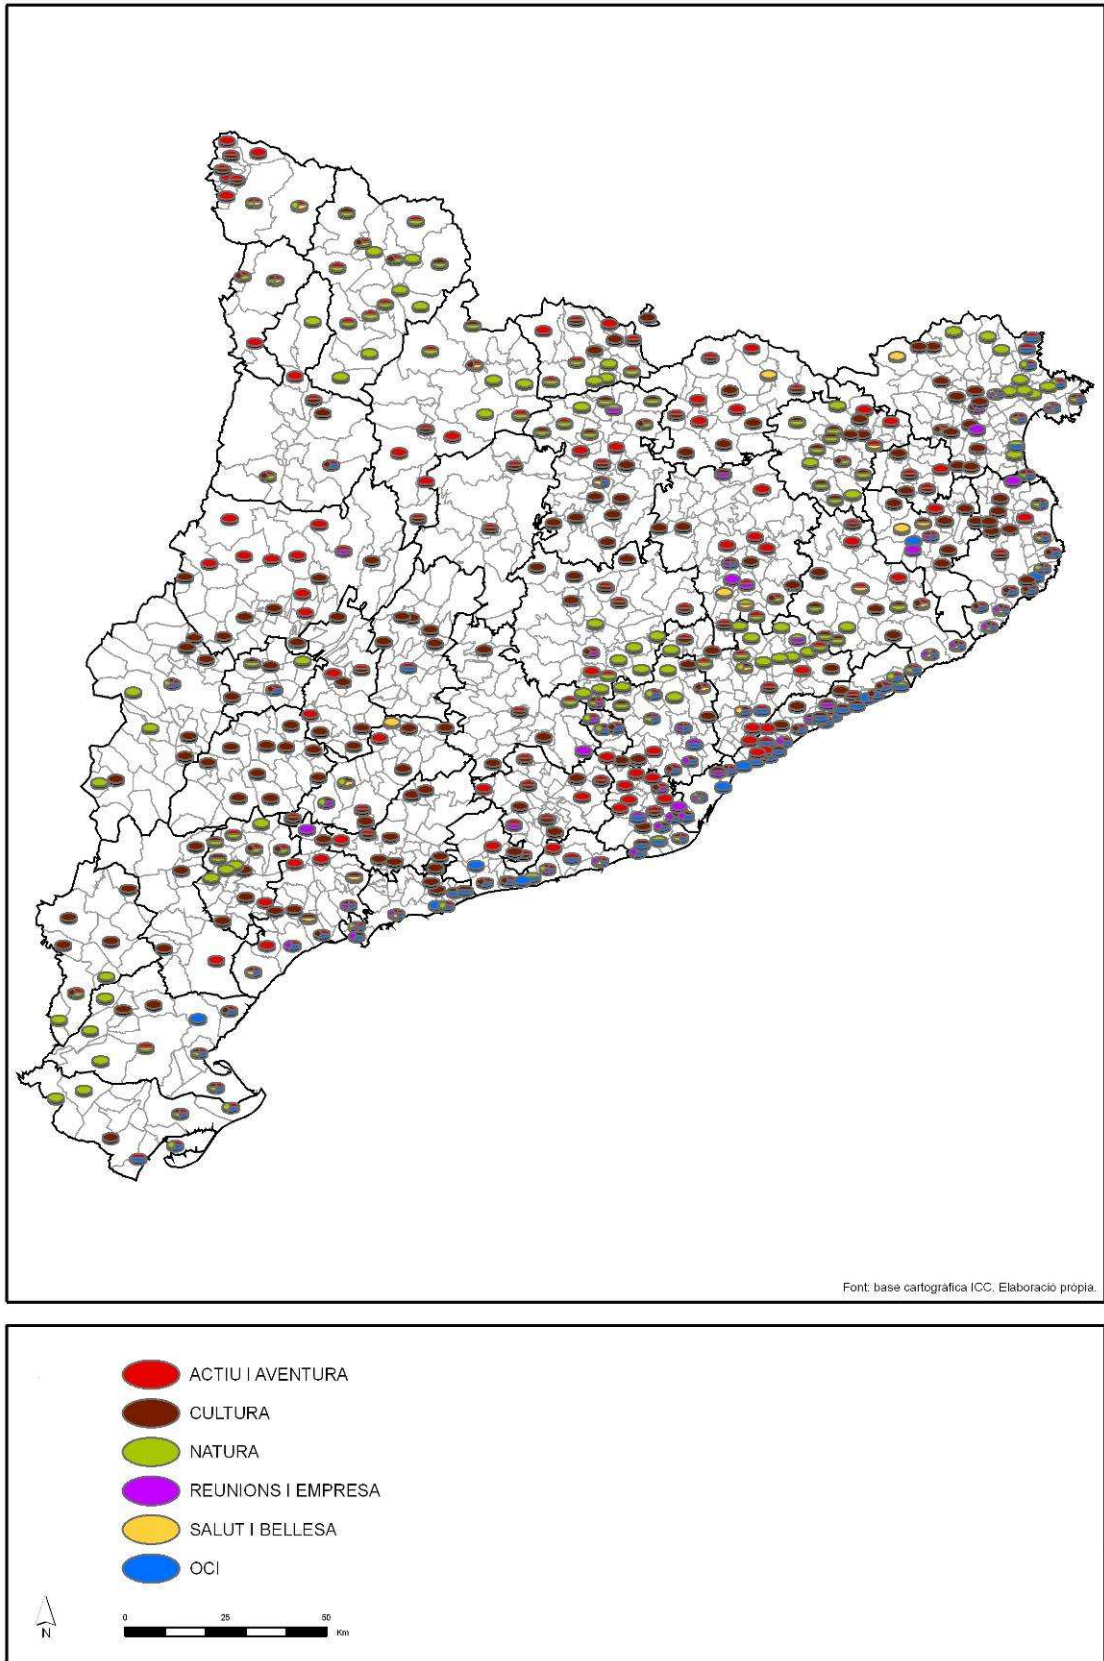 Font: base cartogràfica ICC. Elaboració pròpia.
ACTIU I AVENTURA
CULTURA
NATURA
REUNIONS I EMPRESA
SALUT I BELLESA
OCI
0 25 50
Km
N